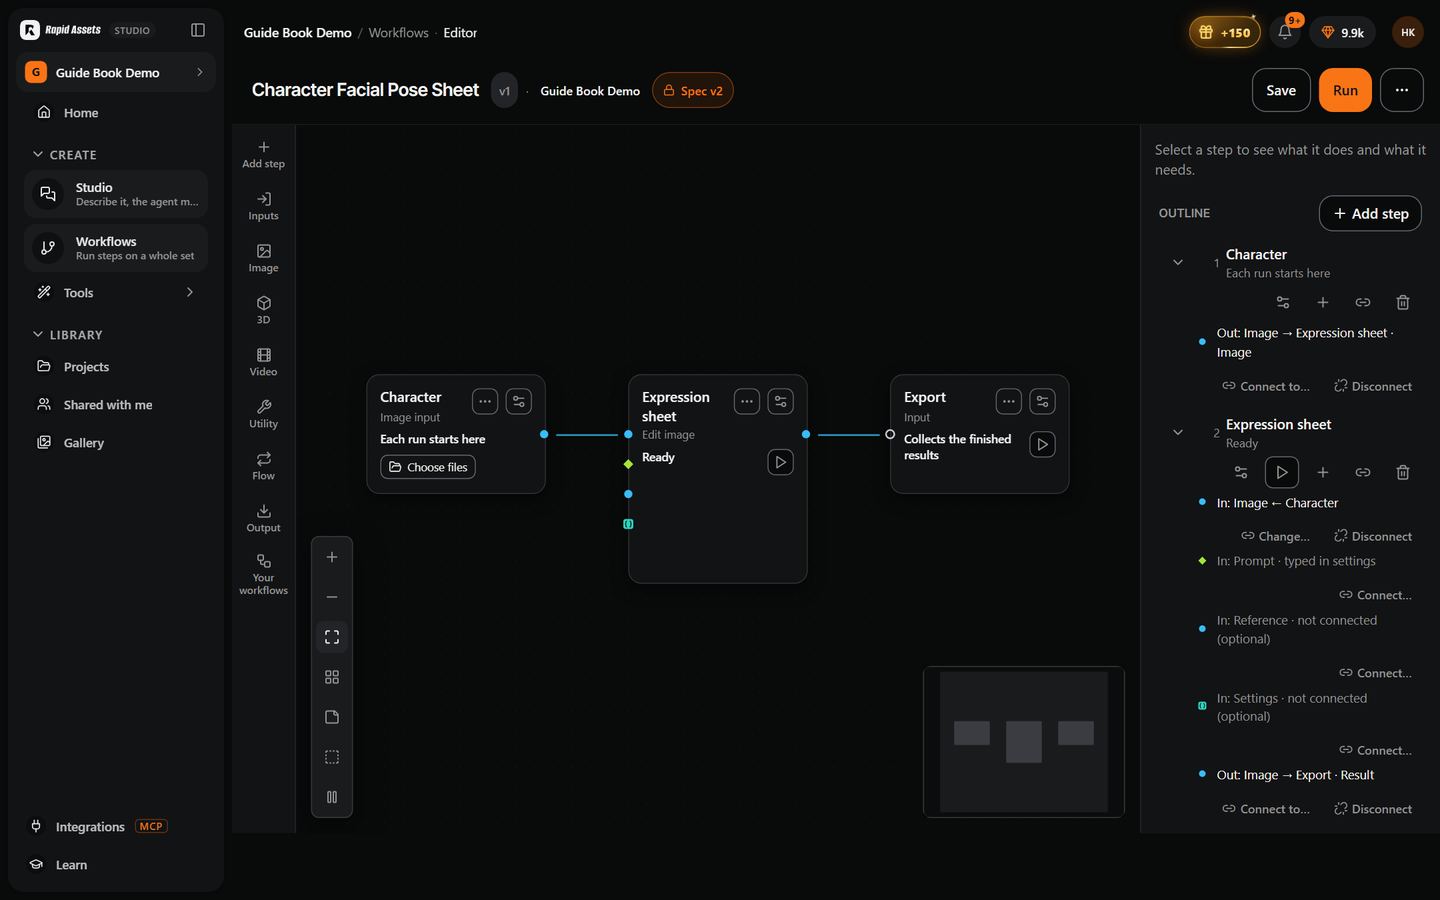 Rapid Assets STUDIO
G Guide Book Demo
Home
CREATE
Studio
Describe it, the agent m...
Workflows
Run steps on a whole set
Tools
LIBRARY
Projects
Shared with me
Gallery
Integrations MCP
Learn
Guide Book Demo / Workflows · Editor
+150
9+
9.9k
HK
Character Facial Pose Sheet v1 · Guide Book Demo Spec v2
Save
Run
Add step
Inputs
Image
3D
Video
Utility
Flow
Output
Your
workflows
Character
Image input
Each run starts here
Choose files
Expression
sheet
Edit image
Ready
Export
Input
Collects the finished
results
Select a step to see what it does and what it
needs.
OUTLINE
Add step
1 Character
Each run starts here
Out: Image → Expression sheet ·
Image
Connect to... Disconnect
2 Expression sheet
Ready
In: Image ← Character
Change... Disconnect
In: Prompt · typed in settings
Connect...
In: Reference · not connected
(optional)
Connect...
In: Settings · not connected
(optional)
Connect...
Out: Image → Export · Result
Connect to... Disconnect